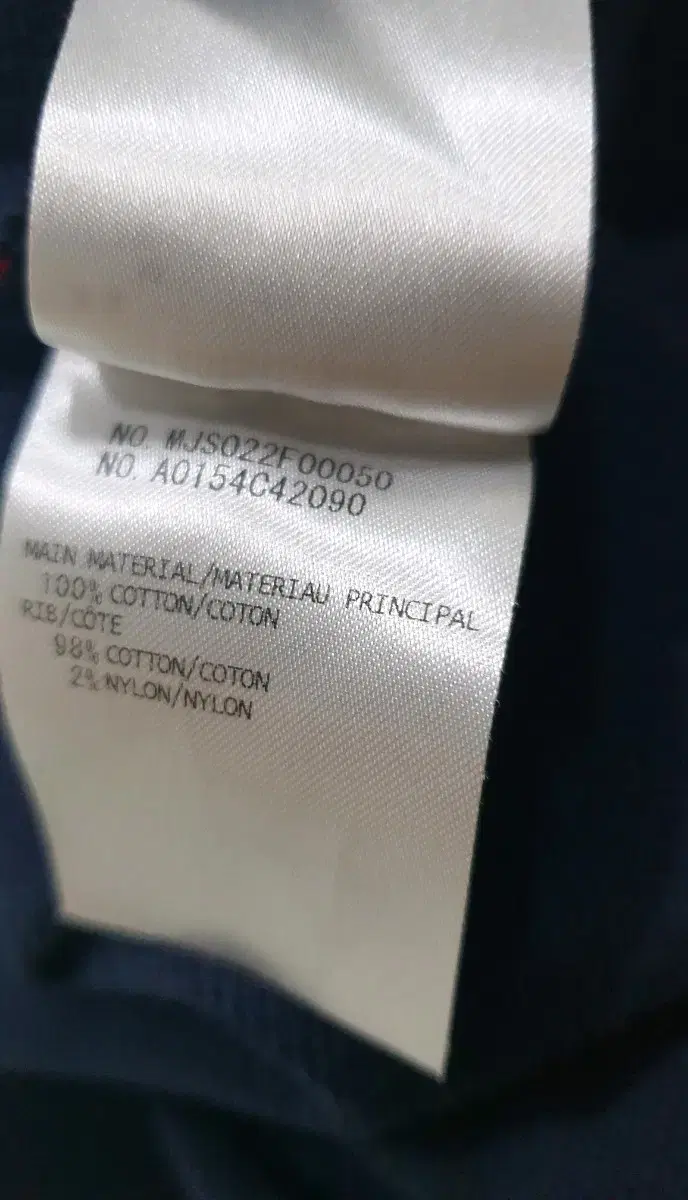 NO. MJS022F00050
NO. A0154C42090
MAIN MATERIAL/MATERIAU PRINCIPAL
100% COTTON/COTON
RIB/CÔTE
98% COTTON/COTON
2% NYLON/NYLON